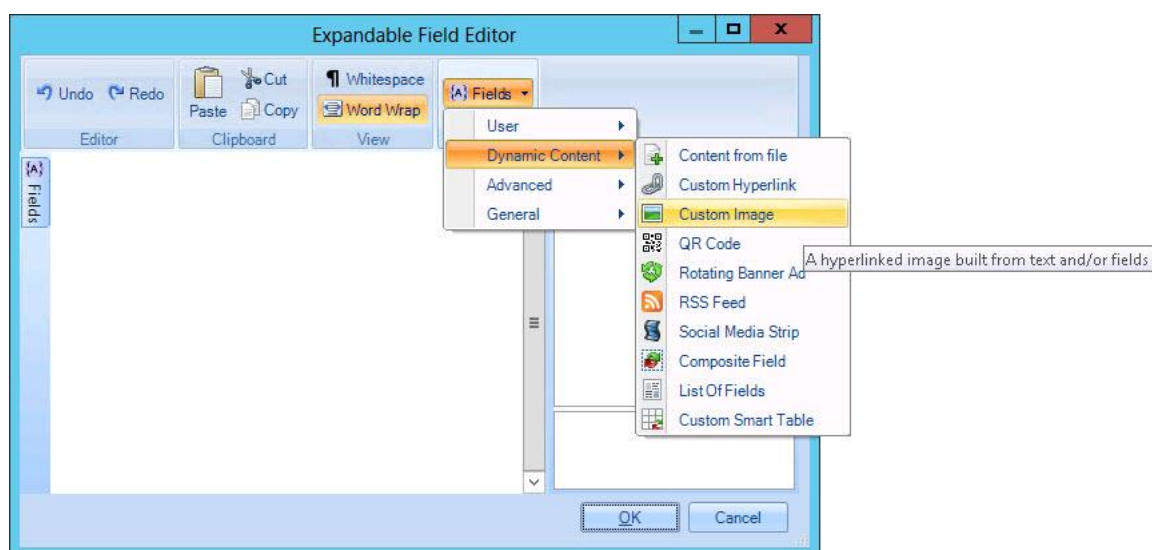 Expandable Field Editor
Undo Redo
Paste
Cut
Copy
Whitespace
Word Wrap
{A} Fields
Editor
Clipboard
View
{A} Fields
User
Dynamic Content
Advanced
General
Content from file
Custom Hyperlink
Custom Image
QR Code
Rotating Banner Ad
RSS Feed
Social Media Strip
Composite Field
List Of Fields
Custom Smart Table
A hyperlinked image built from text and/or fields
OK
Cancel